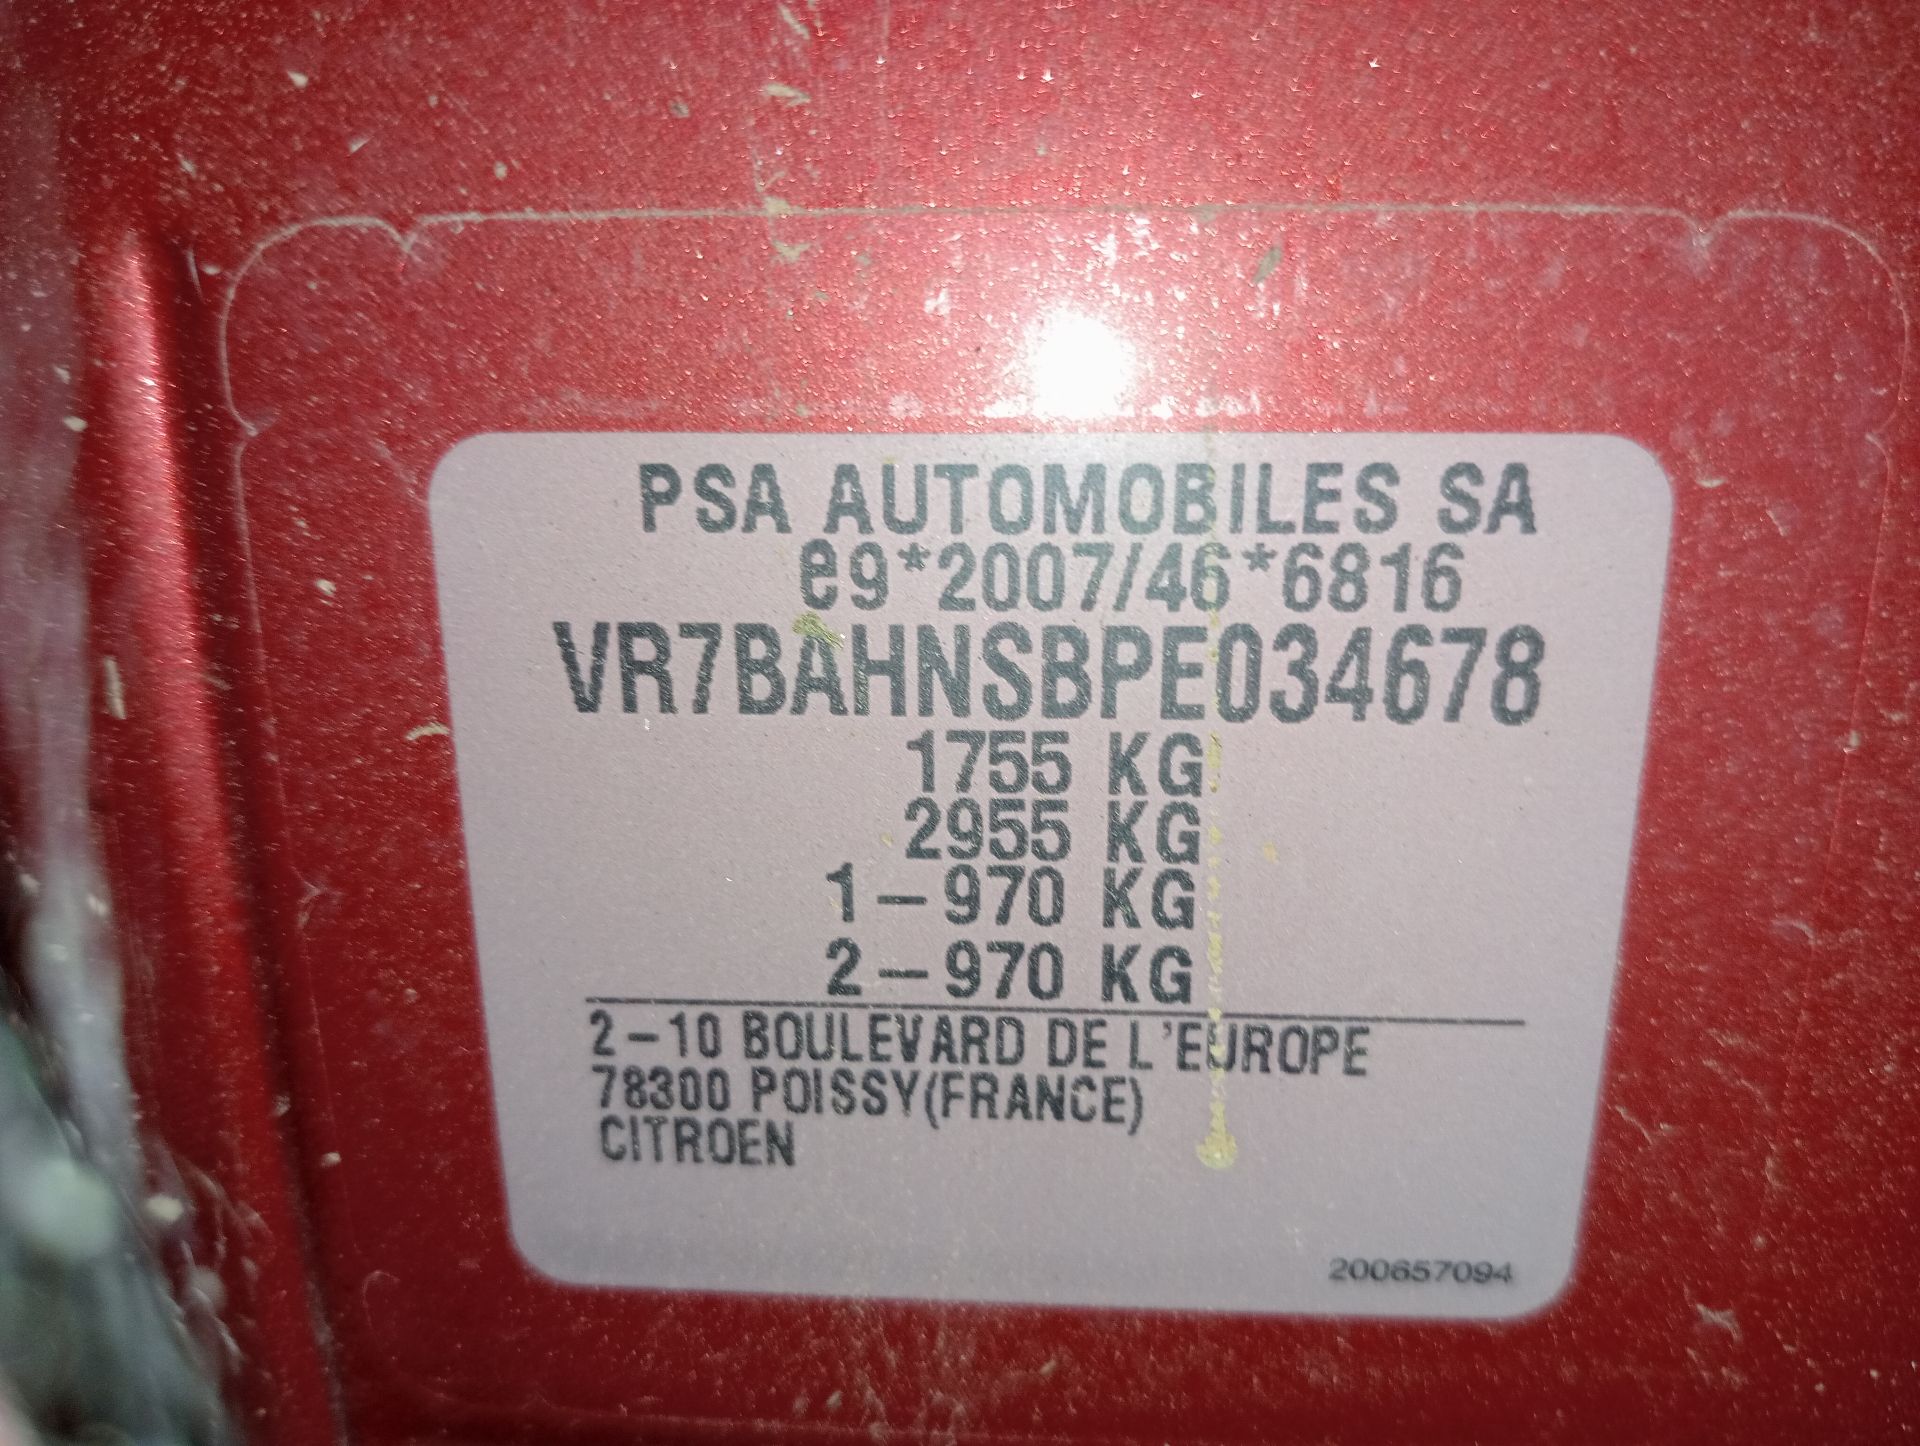 PSA AUTOMOBILES SA
e9*2007/46*6816
VR7BAHNSBPE034678
1755 KG
2955 KG
1-970 KG
2-970 KG
2-10 BOULEVARD DE L'EUROPE
78300 POISSY(FRANCE)
CITROEN
200657094